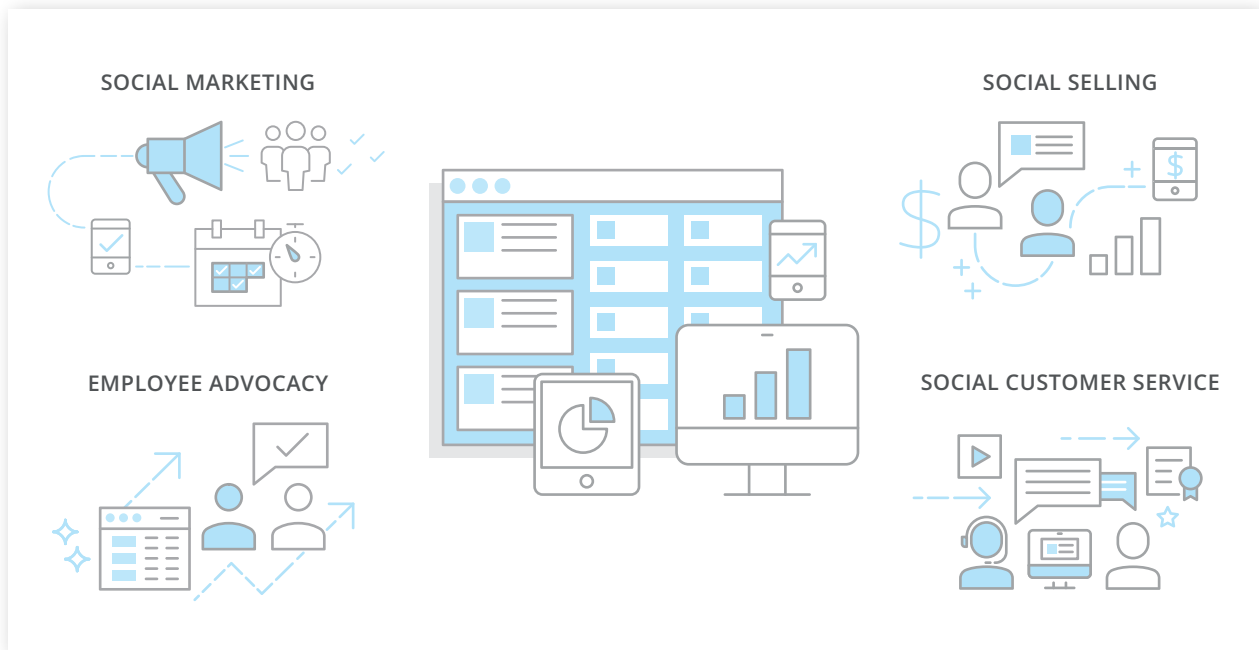 SOCIAL MARKETING
SOCIAL SELLING
$
$
EMPLOYEE ADVOCACY
SOCIAL CUSTOMER SERVICE